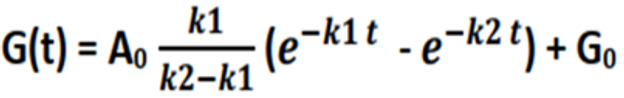 G(t) = A₀ k1/(k2−k1) (e^(−k1 t) - e^(−k2 t)) + G₀